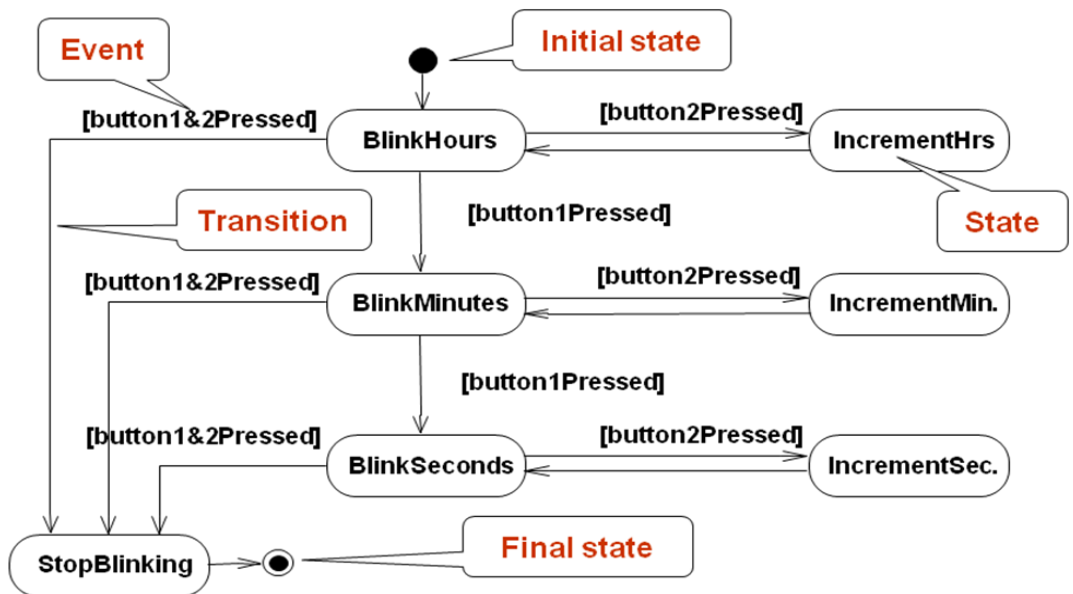 Event
Initial state
[button1&2Pressed]
[button2Pressed]
BlinkHours
IncrementHrs
Transition
[button1Pressed]
State
[button1&2Pressed]
[button2Pressed]
BlinkMinutes
IncrementMin.
[button1Pressed]
[button1&2Pressed]
[button2Pressed]
BlinkSeconds
IncrementSec.
StopBlinking
Final state